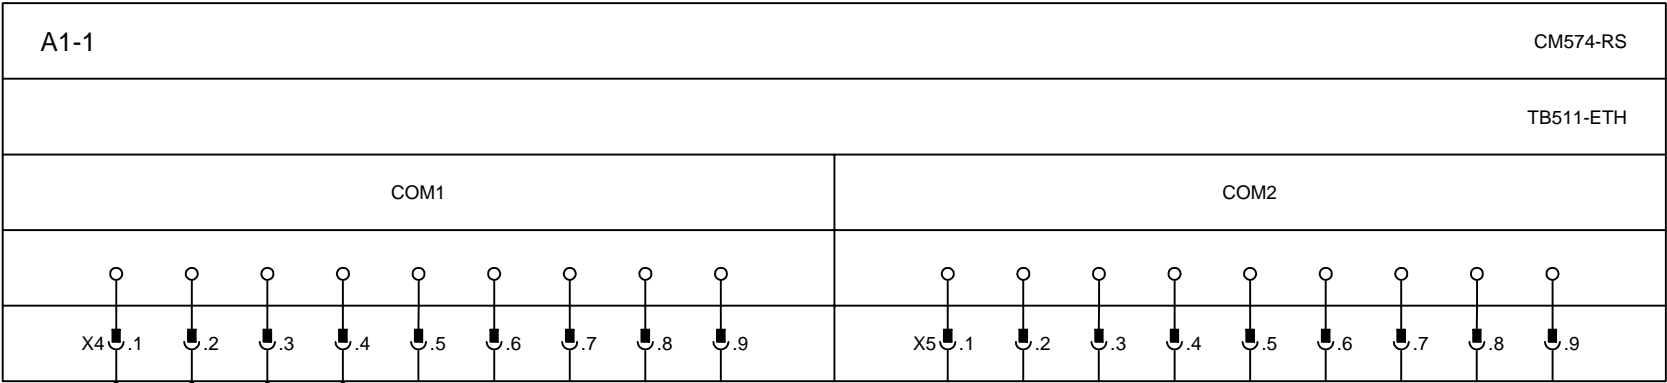 A1-1 CM574-RS
TB511-ETH
COM1 COM2
X4 .1 .2 .3 .4 .5 .6 .7 .8 .9 X5 .1 .2 .3 .4 .5 .6 .7 .8 .9